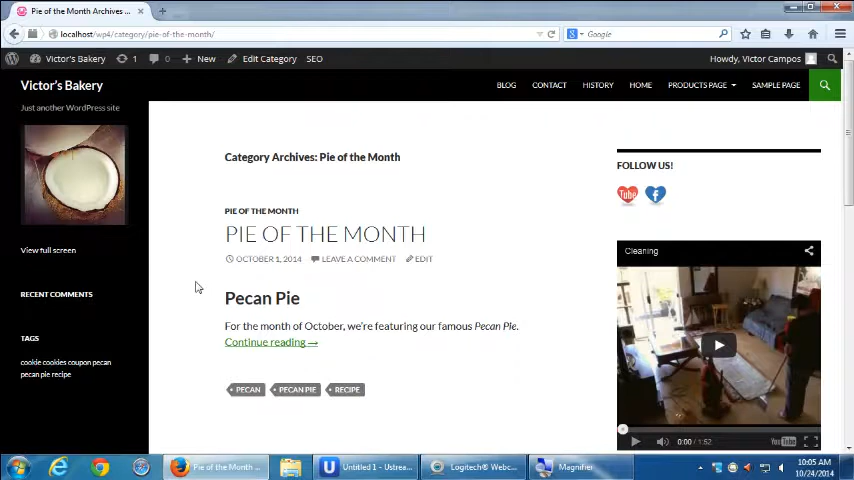 Pie of the Month Archives ...
localhost/wp4/category/pie-of-the-month/
Google
Victor's Bakery
1
0
New
Edit Category
SEO
Howdy, Victor Campos
Victor's Bakery
BLOG
CONTACT
HISTORY
HOME
PRODUCTS PAGE
SAMPLE PAGE
Just another WordPress site
View full screen
RECENT COMMENTS
TAGS
cookie cookies coupon pecan
pecan pie recipe
Category Archives: Pie of the Month
PIE OF THE MONTH
PIE OF THE MONTH
OCTOBER 1, 2014
LEAVE A COMMENT
EDIT
Pecan Pie
For the month of October, we're featuring our famous Pecan Pie.
Continue reading →
PECAN
PECAN PIE
RECIPE
FOLLOW US!
Tube
f
Cleaning
0:00 / 1:52
YouTube
Pie of the Month ...
Untitled 1 - Ustrea...
Logitech® Webc...
Magnifier
10:05 AM
10/24/2014